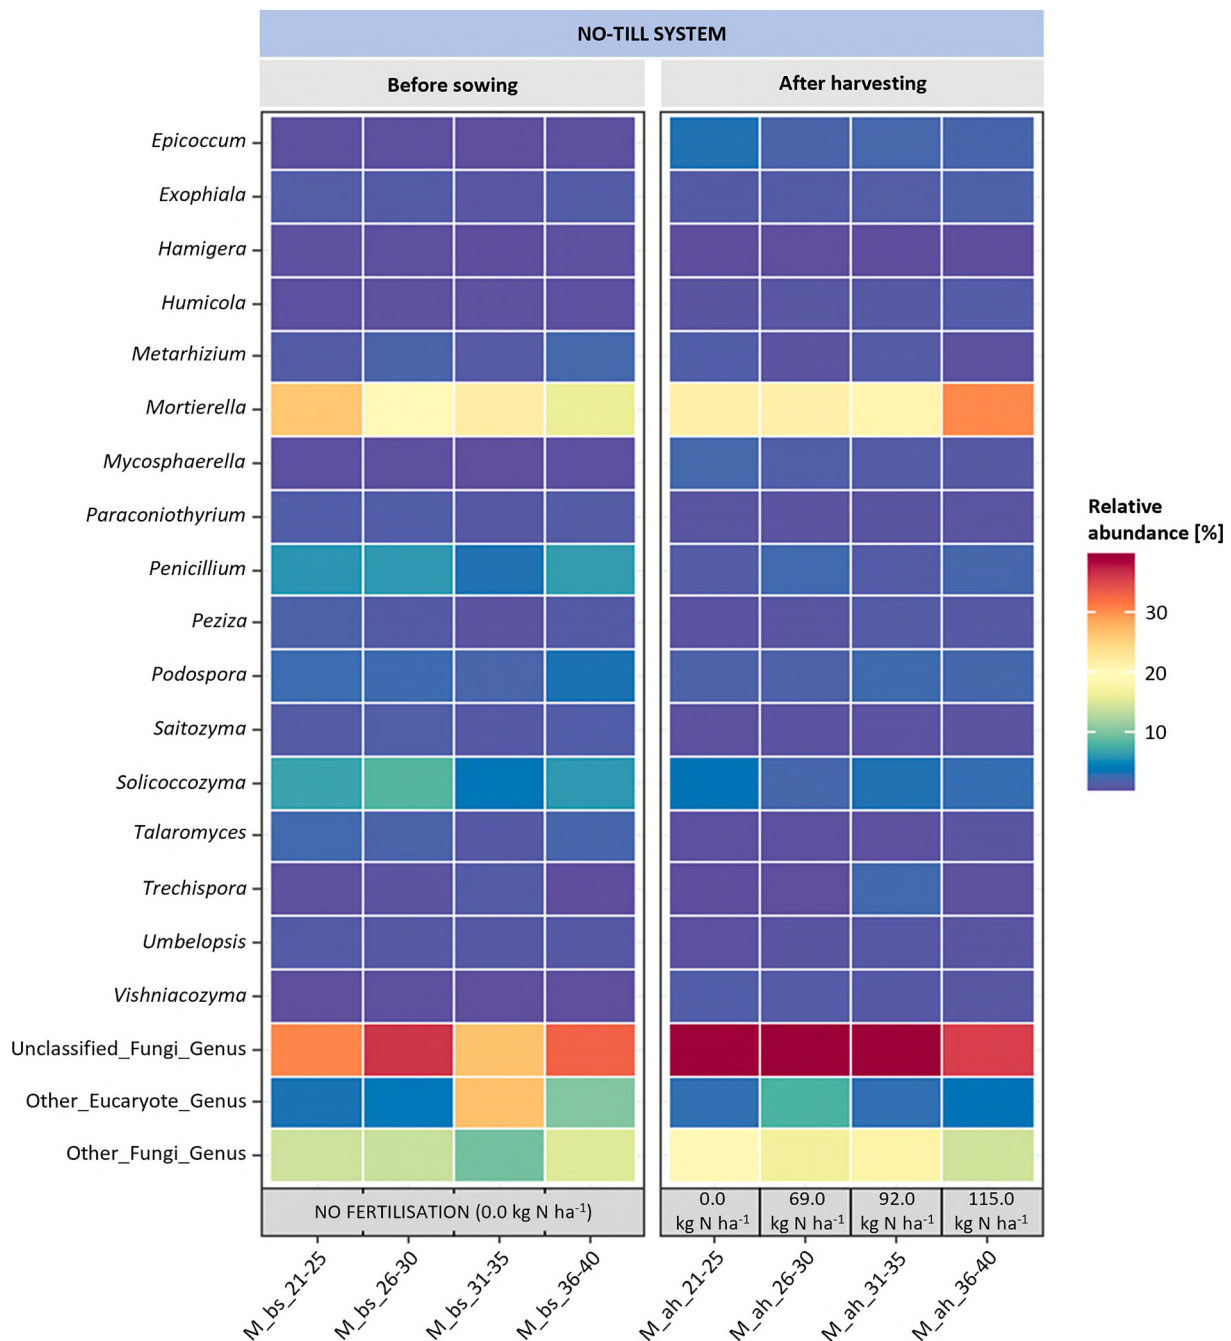 NO-TILL SYSTEM
Before sowing
After harvesting
Epicoccum
Exophiala
Hamigera
Humicola
Metarhizium
Mortierella
Mycosphaerella
Paraconiothyrium
Penicillium
Peziza
Podospora
Saitozyma
Solicoccozyma
Talaromyces
Trechispora
Umbelopsis
Vishniacozyma
Unclassified_Fungi_Genus
Other_Eucaryote_Genus
Other_Fungi_Genus
Relative
abundance [%]
30
20
10
NO FERTILISATION (0.0 kg N ha⁻¹)
0.0
kg N ha⁻¹
69.0
kg N ha⁻¹
92.0
kg N ha⁻¹
115.0
kg N ha⁻¹
M_bs_21-25
M_bs_26-30
M_bs_31-35
M_bs_36-40
M_ah_21-25
M_ah_26-30
M_ah_31-35
M_ah_36-40